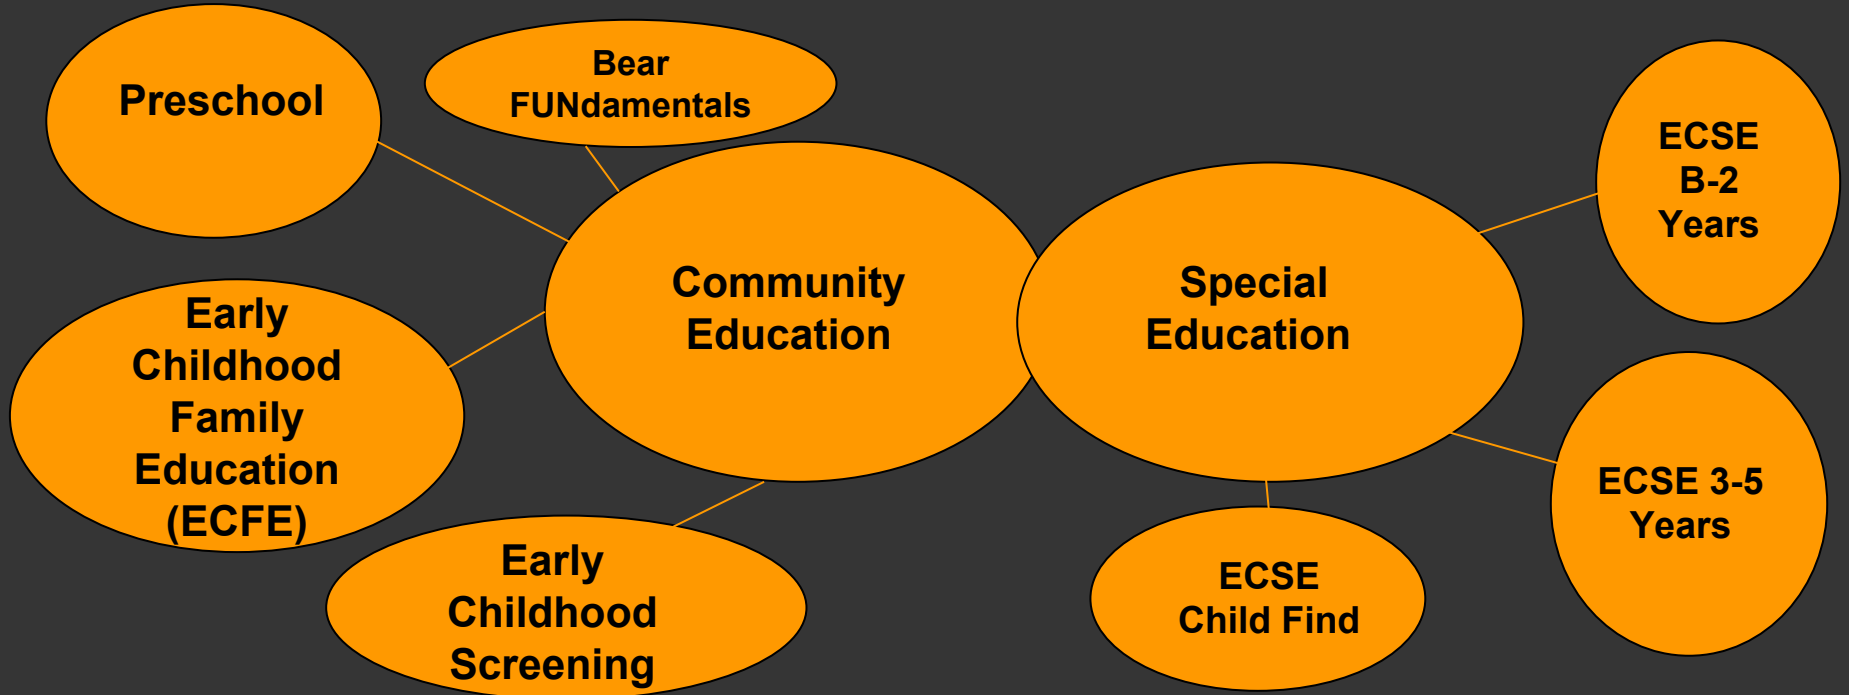 Preschool
Bear
FUNdamentals
ECSE
B-2
Years
Community
Education
Special
Education
Early
Childhood
Family
Education
(ECFE)
ECSE 3-5
Years
Early
Childhood
Screening
ECSE
Child Find